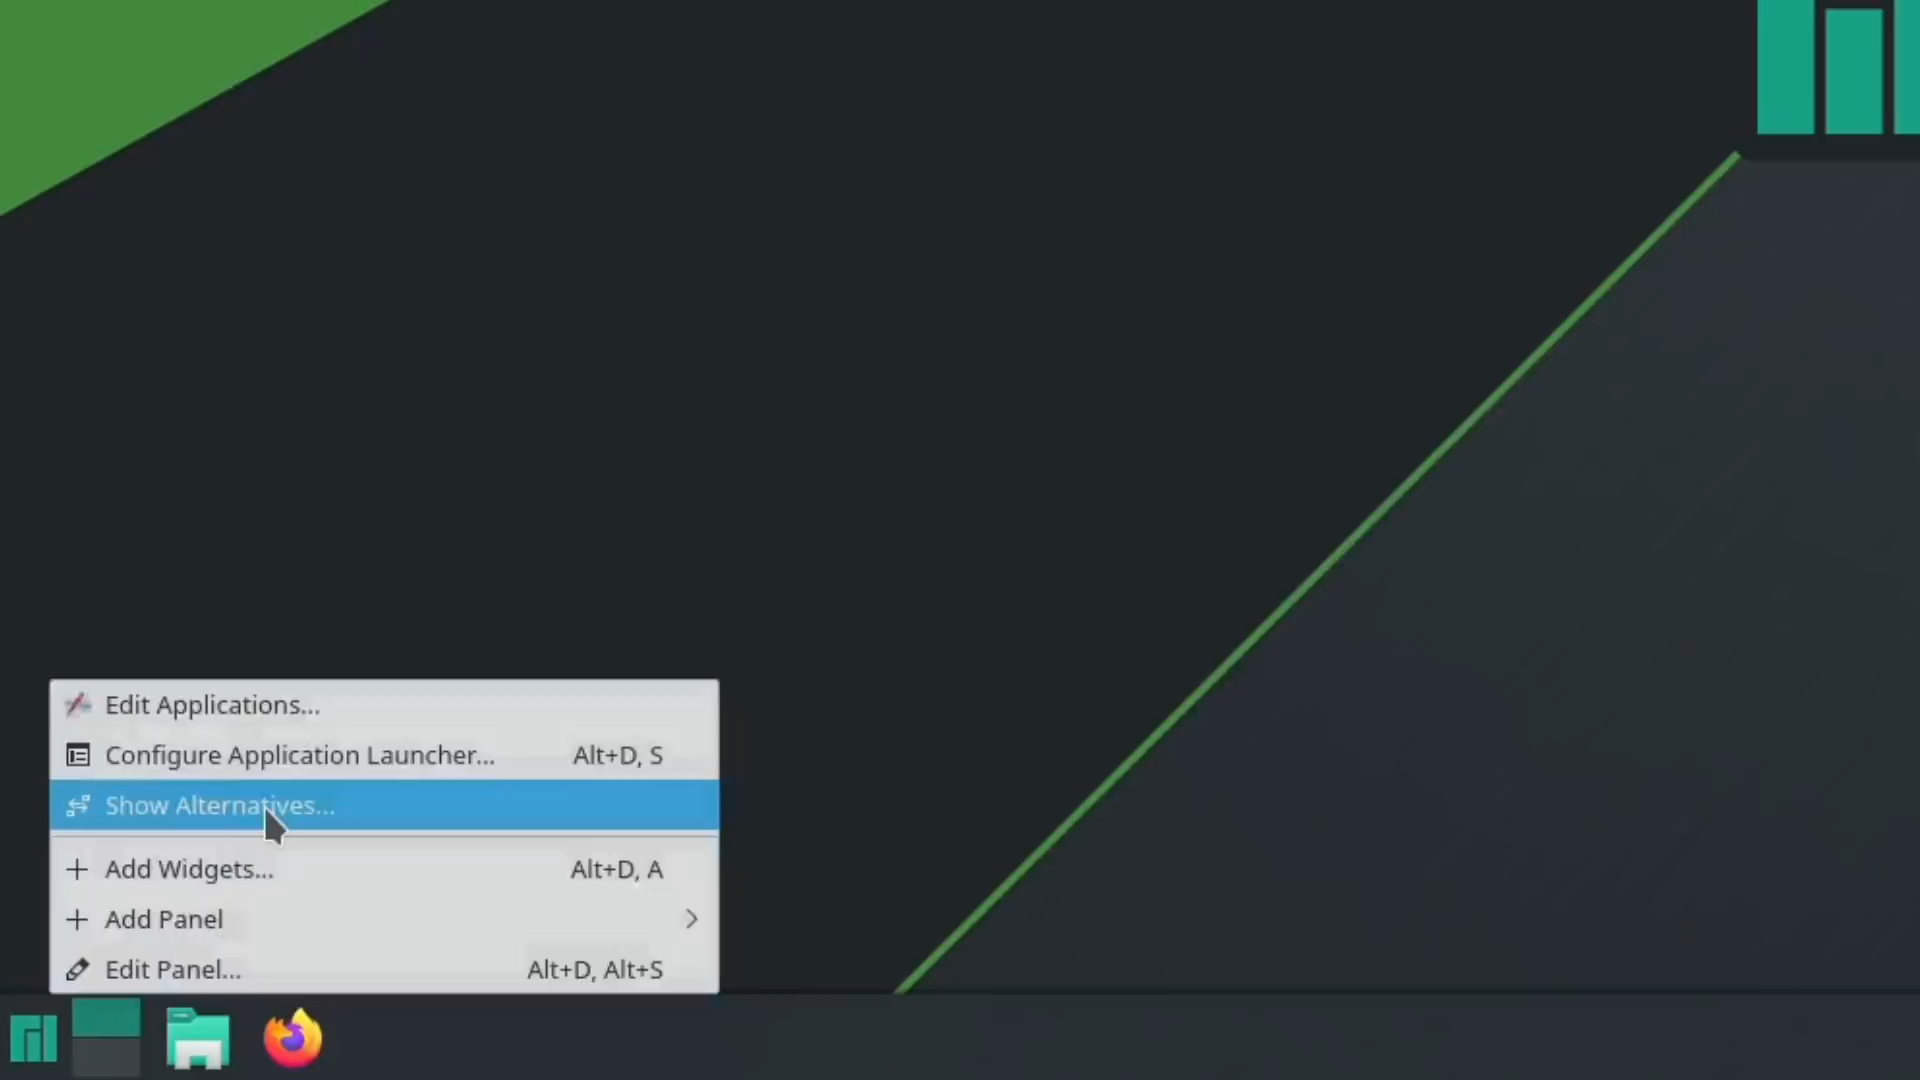 Edit Applications...
Configure Application Launcher... Alt+D, S
Show Alternatives...
Add Widgets... Alt+D, A
Add Panel
Edit Panel... Alt+D, Alt+S